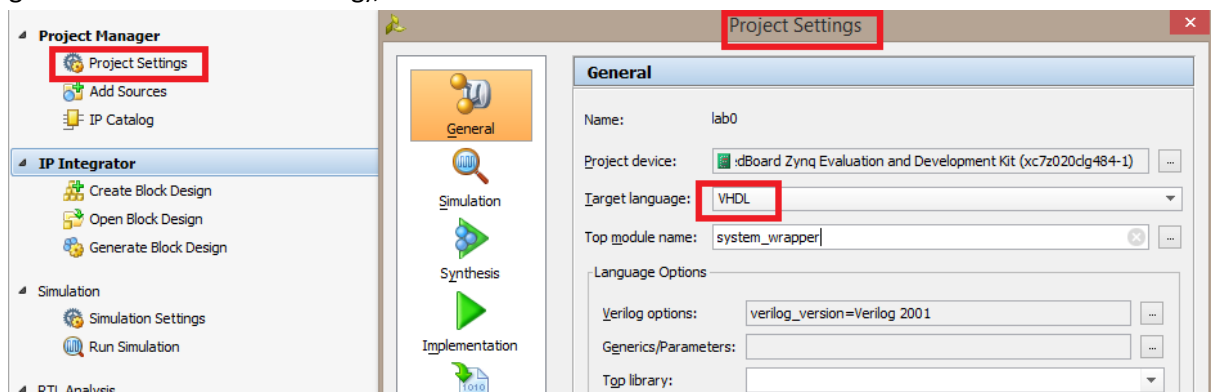 Project Manager
Project Settings
Add Sources
IP Catalog
IP Integrator
Create Block Design
Open Block Design
Generate Block Design
Simulation
Simulation Settings
Run Simulation
RTL Analysis
Project Settings
General
Simulation
Synthesis
Implementation
General
Name: lab0
Project device: :dBoard Zynq Evaluation and Development Kit (xc7z020clg484-1) ...
Target language: VHDL
Top module name: system_wrapper ...
Language Options
Verilog options: verilog_version=Verilog 2001 ...
Generics/Parameters: ...
Top library: